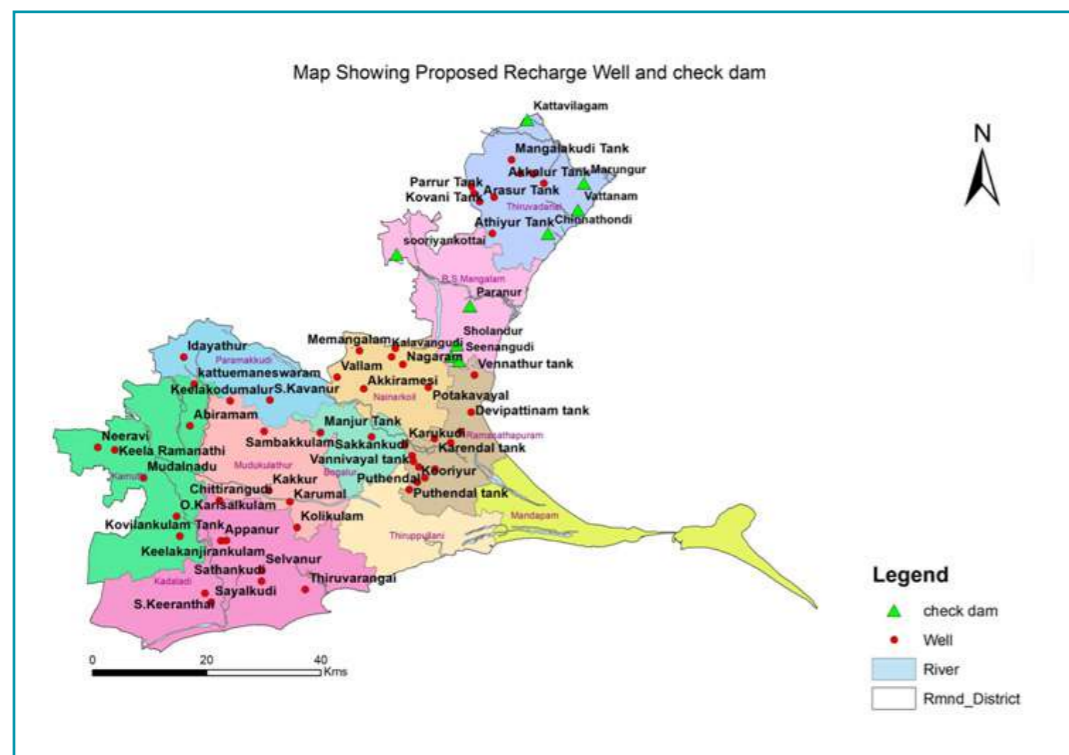 Map Showing Proposed Recharge Well and check dam
Kattavilagam
N
Mangalakudi Tank
Akkalur Tank
Marungur
Parrur Tank
Arasur Tank
Vattanam
Kovani Tank
Thiruvadanai
Athiyur Tank
Chinnathondi
sooriyankottai
R.S.Mangalam
Paranur
Sholandur
Seenangudi
Idayathur
Memangalam
Kalavangudi
Paramakkudi
Nagaram
Vennathur tank
kattuemaneswaram
Vallam
Akkiramesi
Keelakodumalur
S.Kavanur
Nainarkoil
Potakavayal
Abiramam
Manjur Tank
Devipattinam tank
Neeravi
Sambakkulam
Sakkankudi
Karukudi
Ramanathapuram
Keela Ramanathi
Karendal tank
Mudalnadu
Mudukulathur
Vannivayal tank
Kamuti
Bogalur
Kooriyur
Kakkur
Puthendal
Chittirangudi
Karumal
Puthendal tank
O.Karisalkulam
Kolikulam
Mandapam
Kovilankulam Tank
Appanur
Thiruppullani
Keelakanjirankulam
Selvanur
Sathankudi
Thiruvarangai
Kadaladi
Sayalkudi
S.Keeranthai
0 20 40
Kms
Legend
check dam
Well
River
Rmnd_District